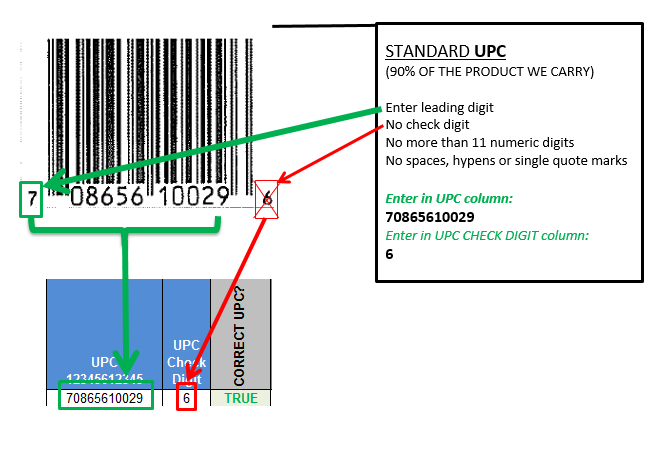 STANDARD UPC
(90% OF THE PRODUCT WE CARRY)
Enter leading digit
No check digit
No more than 11 numeric digits
No spaces, hypens or single quote marks
Enter in UPC column:
70865610029
Enter in UPC CHECK DIGIT column:
6
7 08656 10029 6
UPC
12345612345
UPC
Check
Digit
CORRECT UPC?
70865610029 6 TRUE